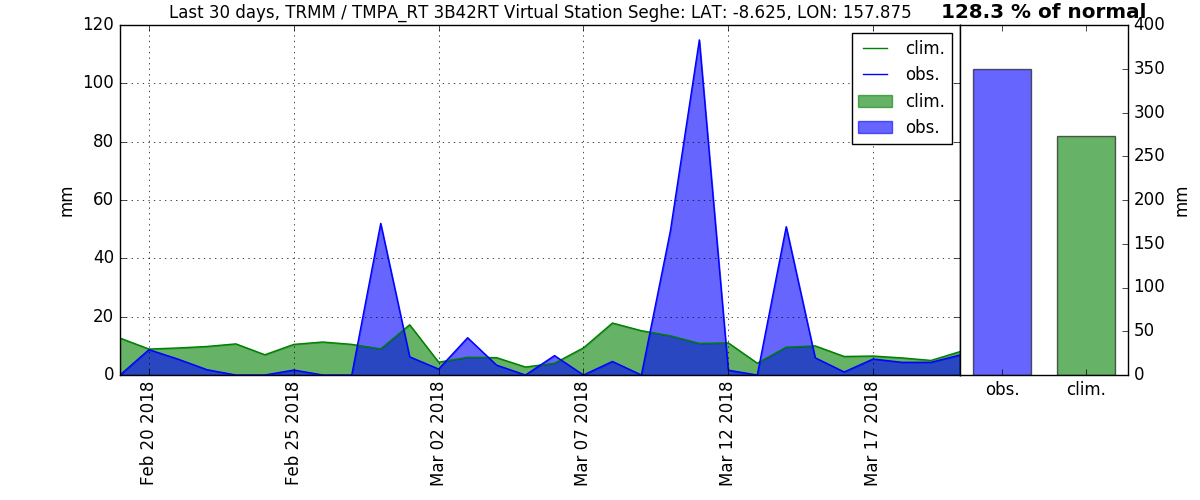 Last 30 days, TRMM / TMPA_RT 3B42RT Virtual Station Seghe: LAT: -8.625, LON: 157.875
128.3 % of normal
120
100
80
60
40
20
0
mm
clim.
obs.
clim.
obs.
400
350
300
250
200
150
100
50
0
mm
Feb 20 2018
Feb 25 2018
Mar 02 2018
Mar 07 2018
Mar 12 2018
Mar 17 2018
obs.
clim.